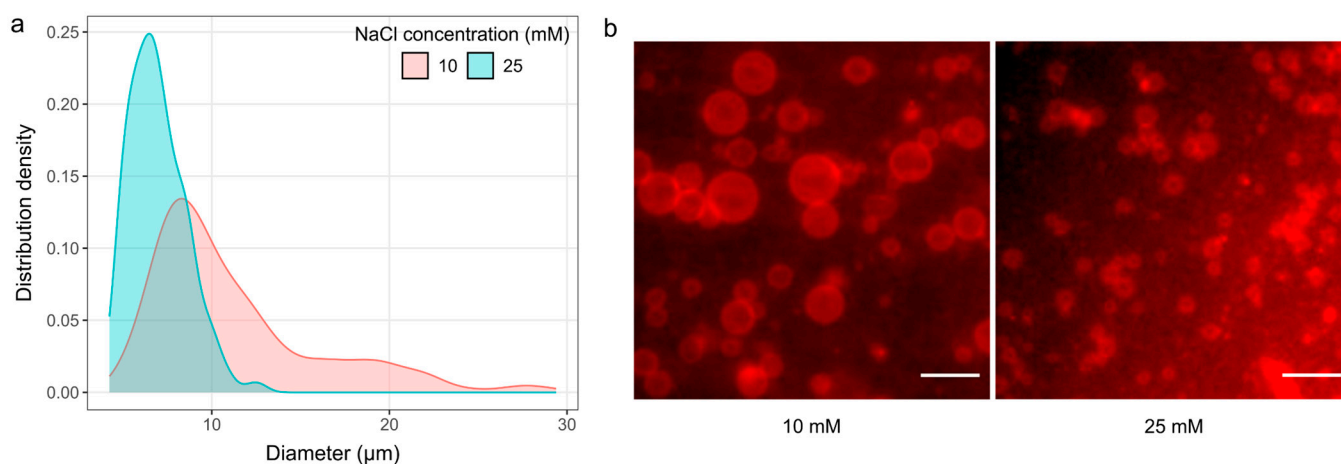 a
NaCl concentration (mM)
10 25
0.25
0.20
0.15
0.10
0.05
0.00
Distribution density
10 20 30
Diameter (µm)
b
10 mM 25 mM